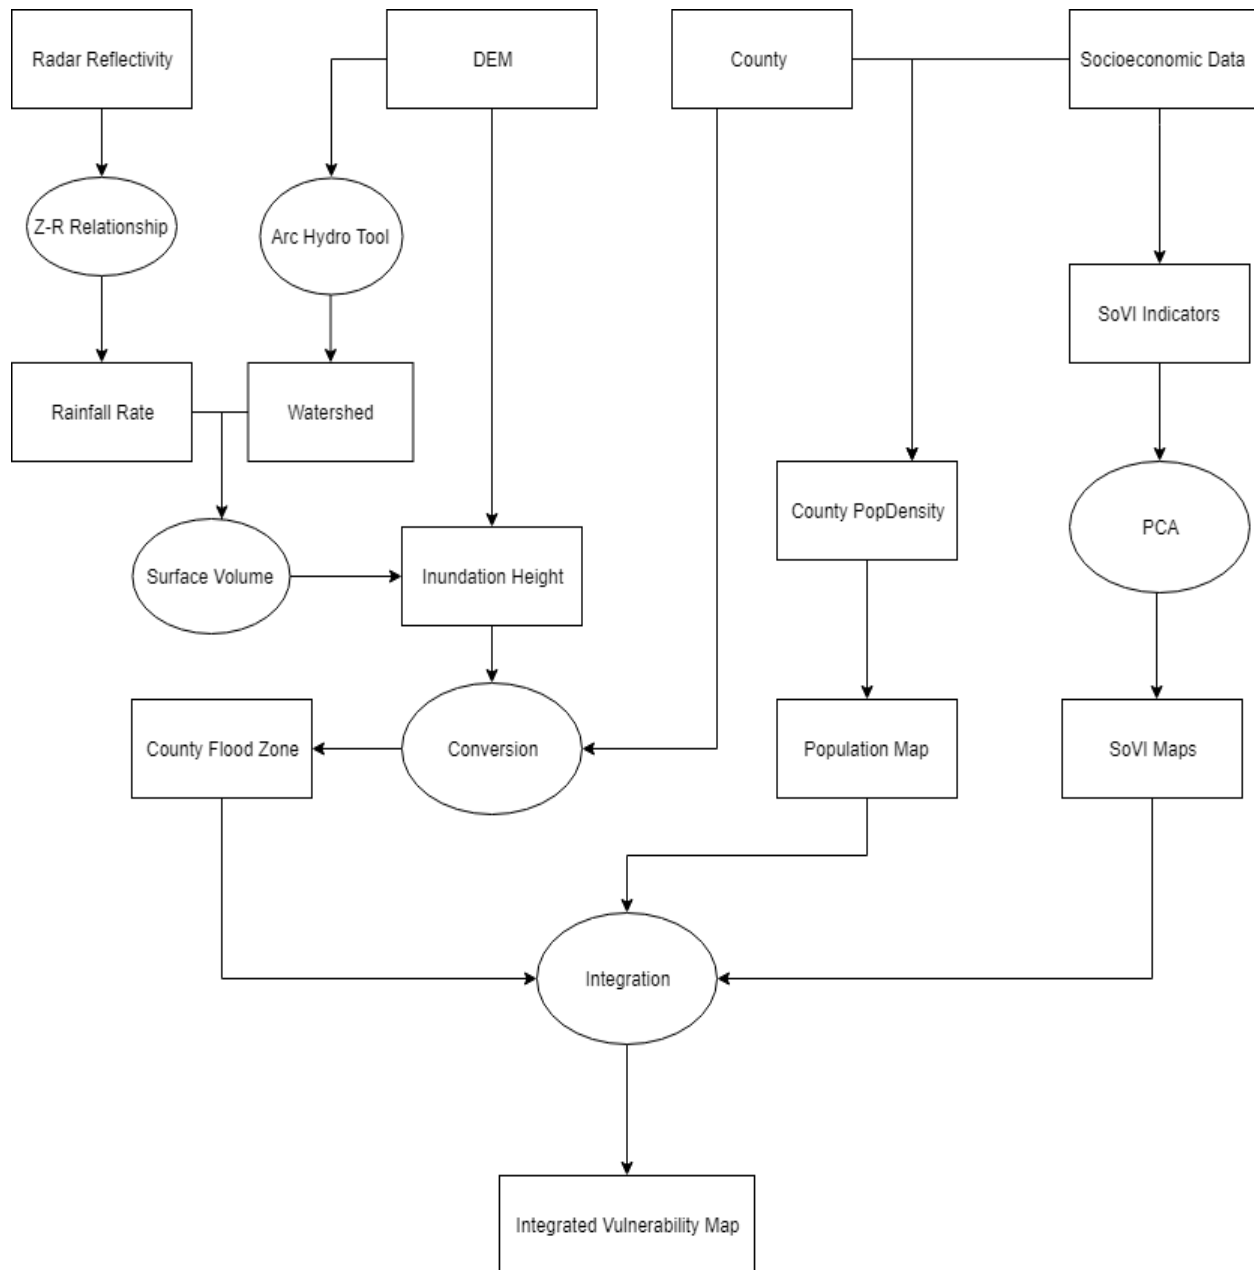 Radar Reflectivity
DEM
County
Socioeconomic Data
Z-R Relationship
Arc Hydro Tool
SoVI Indicators
Rainfall Rate
Watershed
County PopDensity
PCA
Surface Volume
Inundation Height
County Flood Zone
Conversion
Population Map
SoVI Maps
Integration
Integrated Vulnerability Map